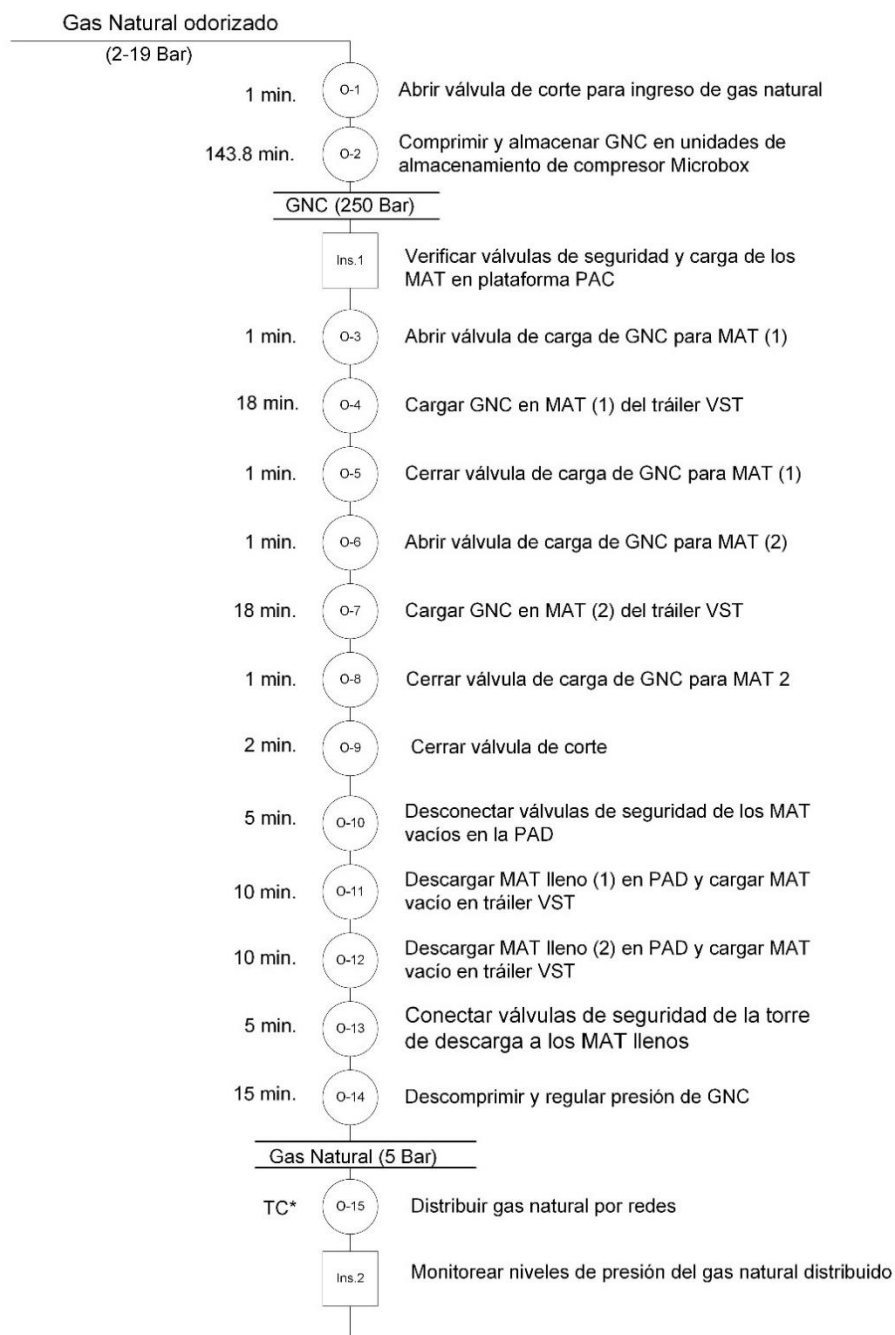 Gas Natural odorizado
(2-19 Bar)
1 min.
O-1
Abrir válvula de corte para ingreso de gas natural
143.8 min.
O-2
Comprimir y almacenar GNC en unidades de
almacenamiento de compresor Microbox
GNC (250 Bar)
Ins.1
Verificar válvulas de seguridad y carga de los
MAT en plataforma PAC
1 min.
O-3
Abrir válvula de carga de GNC para MAT (1)
18 min.
O-4
Cargar GNC en MAT (1) del tráiler VST
1 min.
O-5
Cerrar válvula de carga de GNC para MAT (1)
1 min.
O-6
Abrir válvula de carga de GNC para MAT (2)
18 min.
O-7
Cargar GNC en MAT (2) del tráiler VST
1 min.
O-8
Cerrar válvula de carga de GNC para MAT 2
2 min.
O-9
Cerrar válvula de corte
5 min.
O-10
Desconectar válvulas de seguridad de los MAT
vacíos en la PAD
10 min.
O-11
Descargar MAT lleno (1) en PAD y cargar MAT
vacío en tráiler VST
10 min.
O-12
Descargar MAT lleno (2) en PAD y cargar MAT
vacío en tráiler VST
5 min.
O-13
Conectar válvulas de seguridad de la torre
de descarga a los MAT llenos
15 min.
O-14
Descomprimir y regular presión de GNC
Gas Natural (5 Bar)
TC*
O-15
Distribuir gas natural por redes
Ins.2
Monitorear niveles de presión del gas natural distribuido